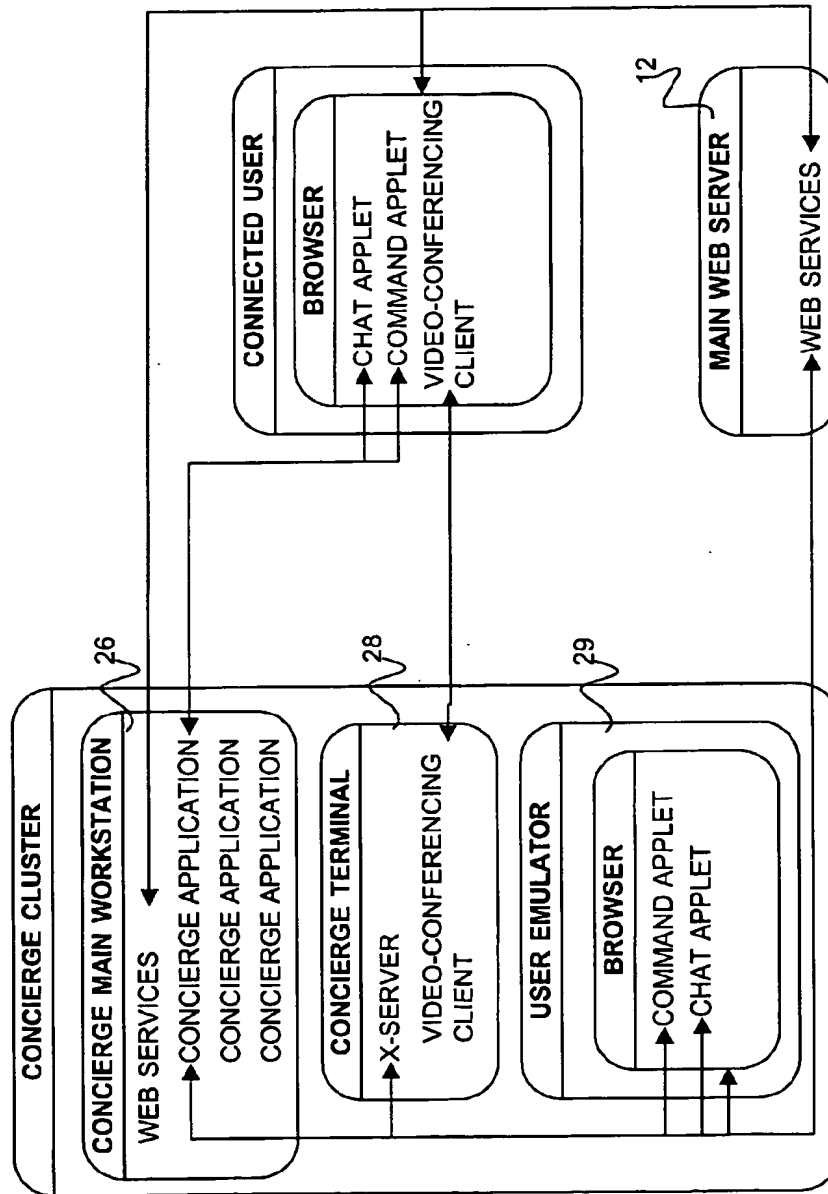 CONCIERGE CLUSTER
CONCIERGE MAIN WORKSTATION
26
WEB SERVICES
CONCIERGE APPLICATION
CONCIERGE APPLICATION
CONCIERGE APPLICATION
CONCIERGE TERMINAL
28
X-SERVER
VIDEO-CONFERENCING
CLIENT
USER EMULATOR
29
BROWSER
COMMAND APPLET
CHAT APPLET
CONNECTED USER
BROWSER
CHAT APPLET
COMMAND APPLET
VIDEO-CONFERENCING
CLIENT
MAIN WEB SERVER
12
WEB SERVICES